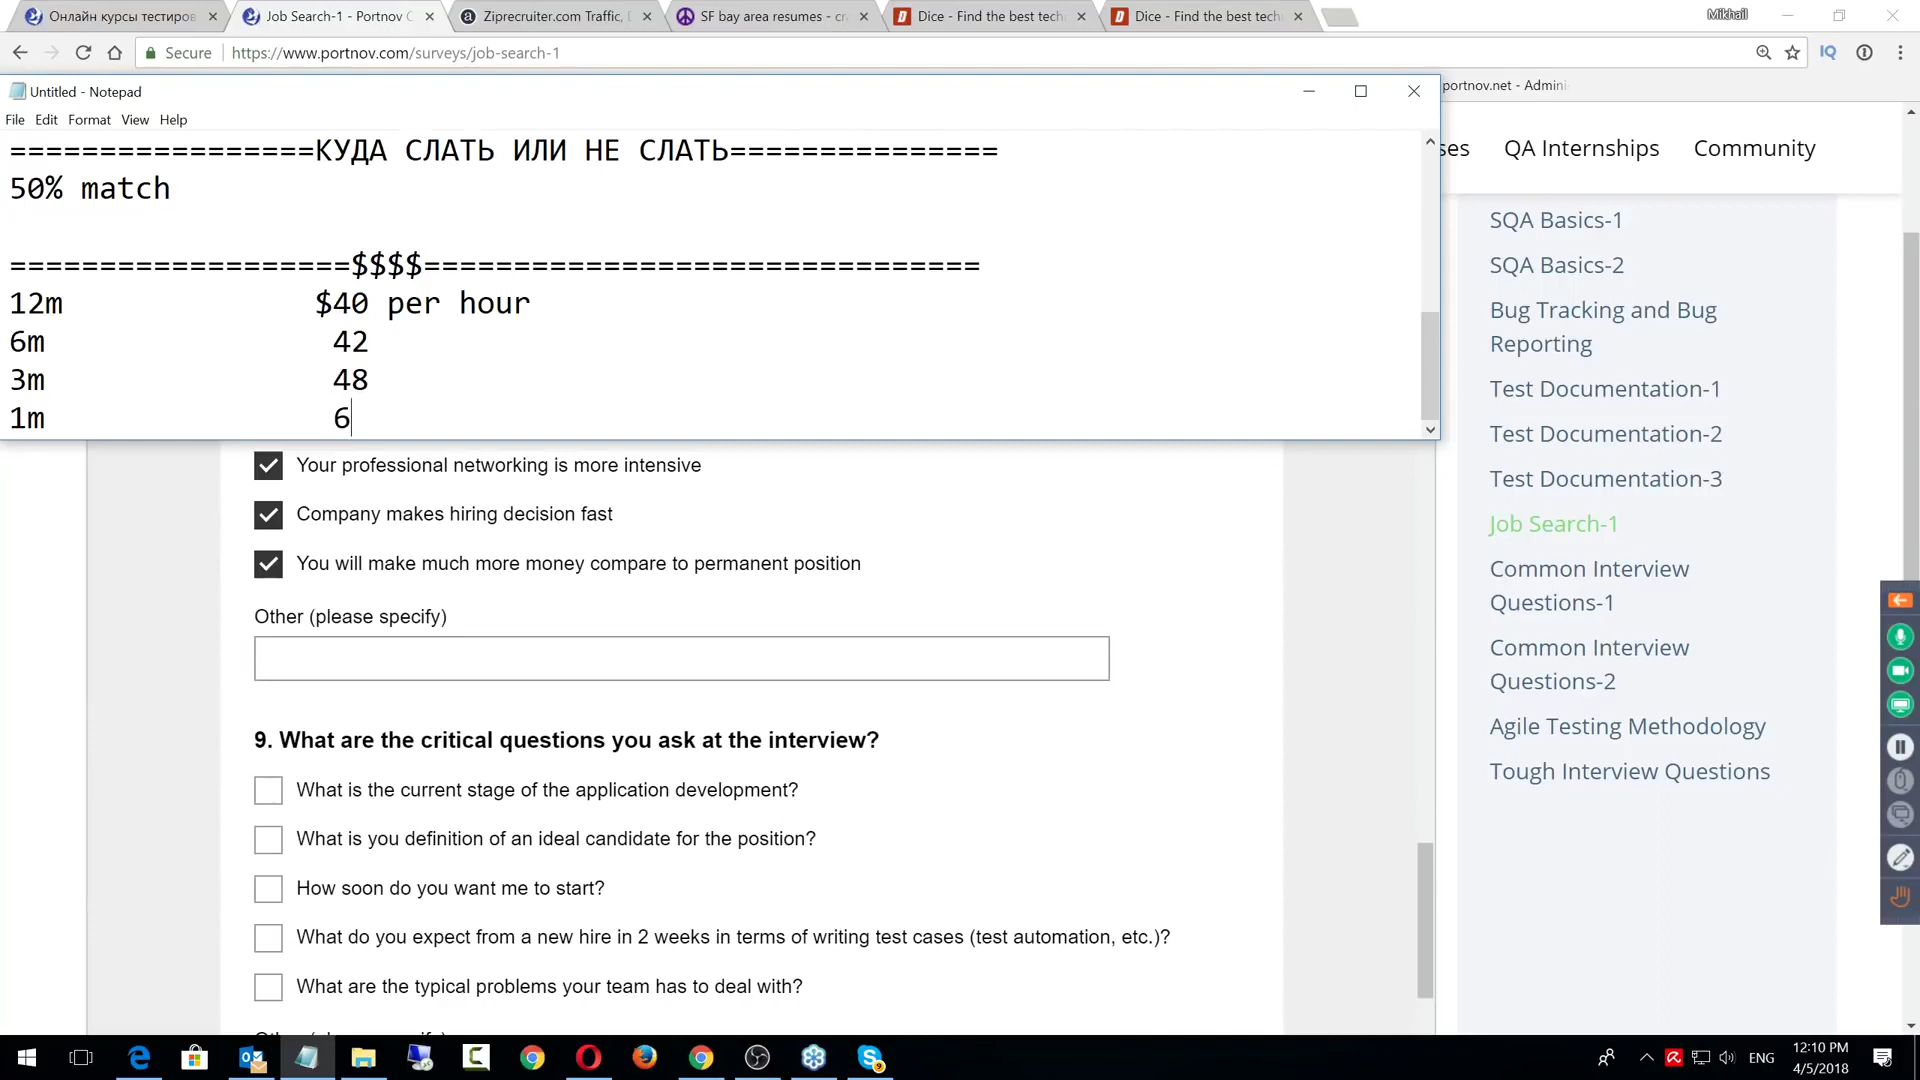 Онлайн курсы тестиров
Job Search-1 - Portnov C
Ziprecruiter.com Traffic,
SF bay area resumes - cr
Dice - Find the best tech
Dice - Find the best tech
Mikhail
Secure
https://www.portnov.com/surveys/job-search-1
portnov.net - Admini
Untitled - Notepad
File Edit Format View Help
=================КУДА СЛАТЬ ИЛИ НЕ СЛАТЬ===============
50% match
===================$$$$===============================
12m $40 per hour
6m 42
3m 48
1m 6
ses QA Internships Community
SQA Basics-1
SQA Basics-2
Bug Tracking and Bug
Reporting
Test Documentation-1
Test Documentation-2
Test Documentation-3
Job Search-1
Common Interview
Questions-1
Common Interview
Questions-2
Agile Testing Methodology
Tough Interview Questions
Your professional networking is more intensive
Company makes hiring decision fast
You will make much more money compare to permanent position
Other (please specify)
9. What are the critical questions you ask at the interview?
What is the current stage of the application development?
What is you definition of an ideal candidate for the position?
How soon do you want me to start?
What do you expect from a new hire in 2 weeks in terms of writing test cases (test automation, etc.)?
What are the typical problems your team has to deal with?
ENG
12:10 PM
4/5/2018